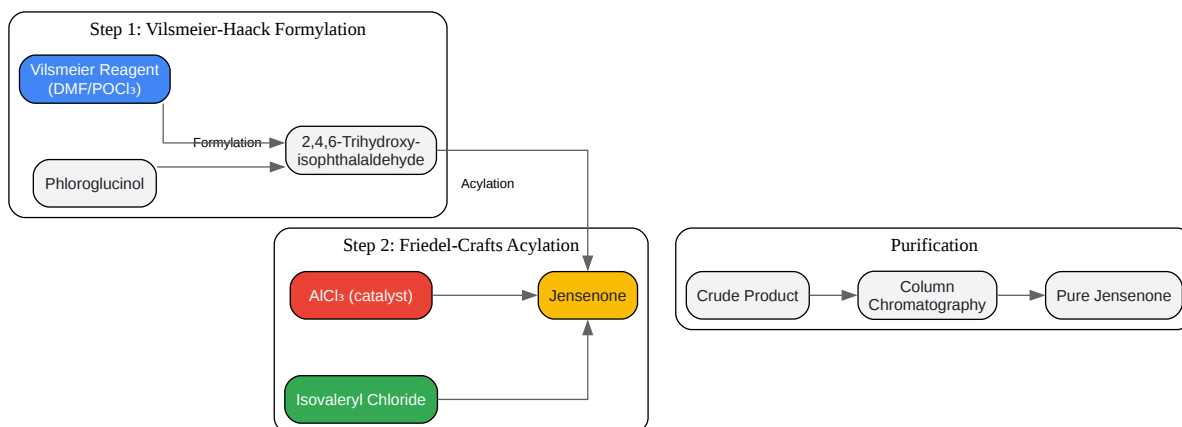 Step 1: Vilsmeier-Haack Formylation
Vilsmeier Reagent
(DMF/POCl₃)
Formylation
2,4,6-Trihydroxy-
isophthalaldehyde
Phloroglucinol
Acylation
Step 2: Friedel-Crafts Acylation
AlCl₃ (catalyst)
Jensenone
Isovaleryl Chloride
Purification
Crude Product
Column
Chromatography
Pure Jensenone